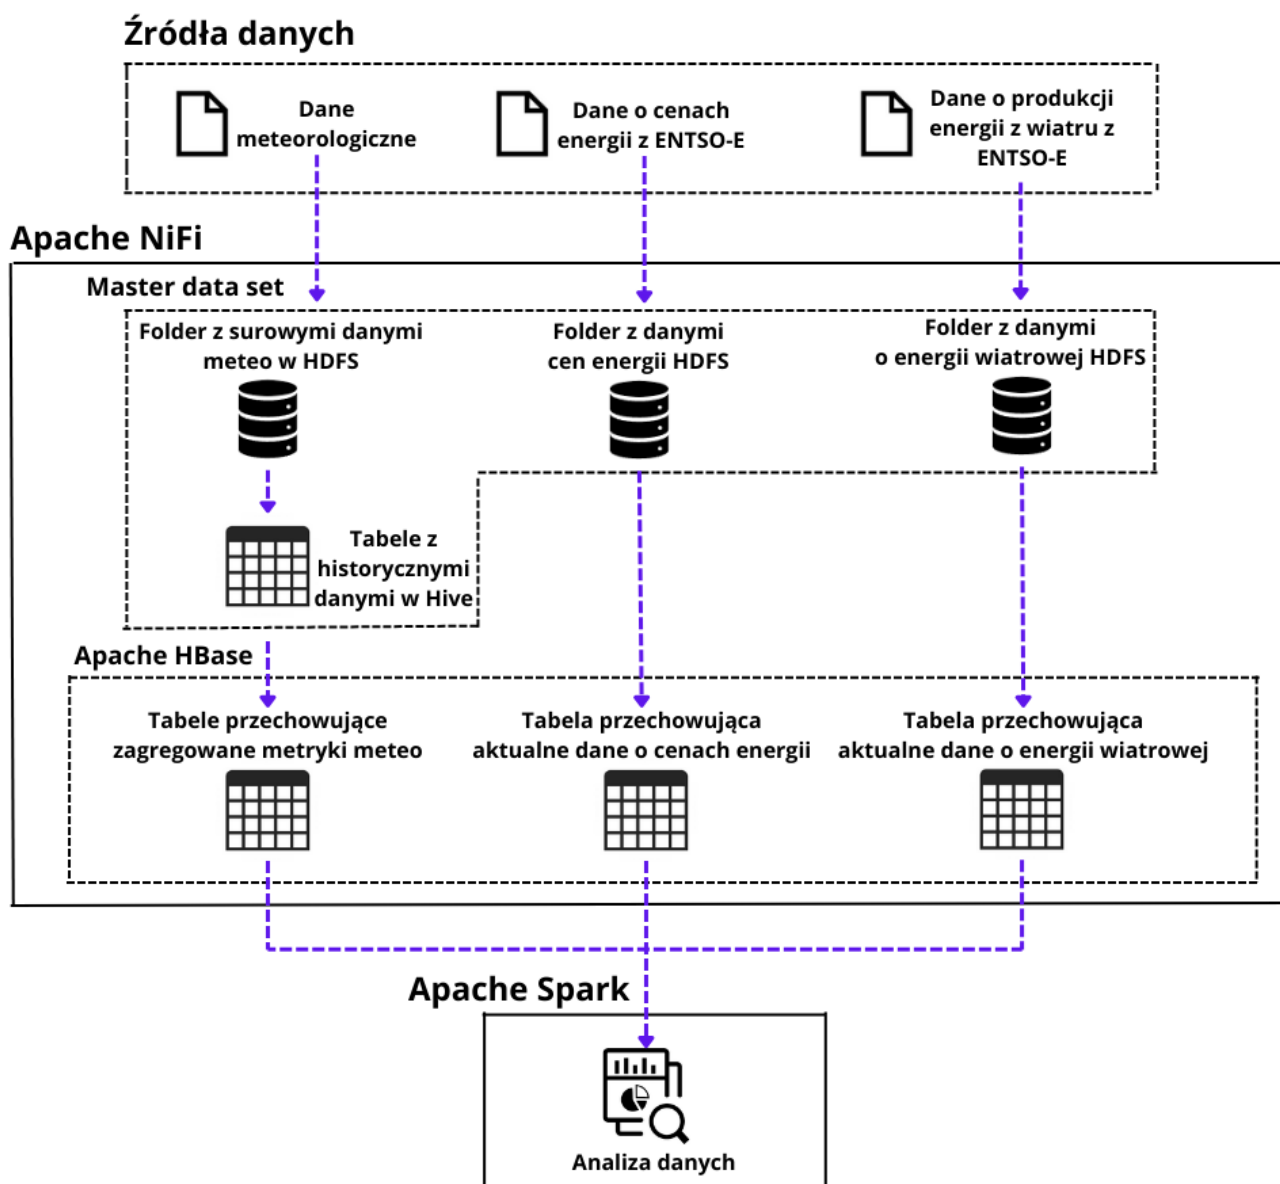 Źródła danych
Dane
meteorologiczne
Dane o cenach
energii z ENTSO-E
Dane o produkcji
energii z wiatru z
ENTSO-E
Apache NiFi
Master data set
Folder z surowymi danymi
meteo w HDFS
Folder z danymi
cen energii HDFS
Folder z danymi
o energii wiatrowej HDFS
Tabele z
historycznymi
danymi w Hive
Apache HBase
Tabele przechowujące
zagregowane metryki meteo
Tabela przechowująca
aktualne dane o cenach energii
Tabela przechowująca
aktualne dane o energii wiatrowej
Apache Spark
Analiza danych